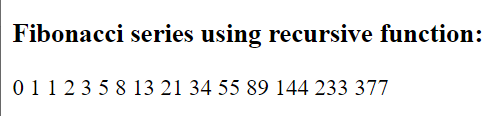 Fibonacci series using recursive function:
0 1 1 2 3 5 8 13 21 34 55 89 144 233 377